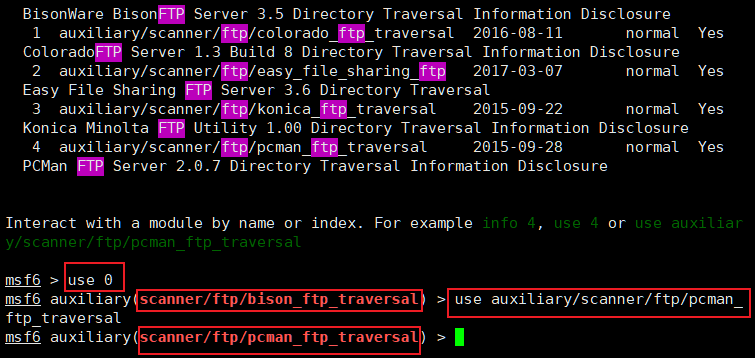 BisonWare BisonFTP Server 3.5 Directory Traversal Information Disclosure
1  auxiliary/scanner/ftp/colorado_ftp_traversal  2016-08-11  normal  Yes
ColoradoFTP Server 1.3 Build 8 Directory Traversal Information Disclosure
2  auxiliary/scanner/ftp/easy_file_sharing_ftp  2017-03-07  normal  Yes
Easy File Sharing FTP Server 3.6 Directory Traversal
3  auxiliary/scanner/ftp/konica_ftp_traversal  2015-09-22  normal  Yes
Konica Minolta FTP Utility 1.00 Directory Traversal Information Disclosure
4  auxiliary/scanner/ftp/pcman_ftp_traversal  2015-09-28  normal  Yes
PCMan FTP Server 2.0.7 Directory Traversal Information Disclosure
Interact with a module by name or index. For example info 4, use 4 or use auxiliar
y/scanner/ftp/pcman_ftp_traversal
msf6 > use 0
msf6 auxiliary(scanner/ftp/bison_ftp_traversal) > use auxiliary/scanner/ftp/pcman_
ftp_traversal
msf6 auxiliary(scanner/ftp/pcman_ftp_traversal) >